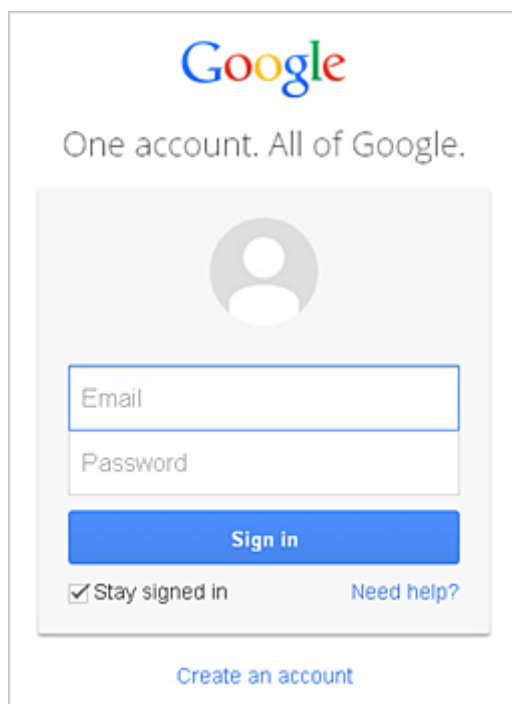 Google
One account. All of Google.
Email
Password
Sign in
Stay signed in
Need help?
Create an account